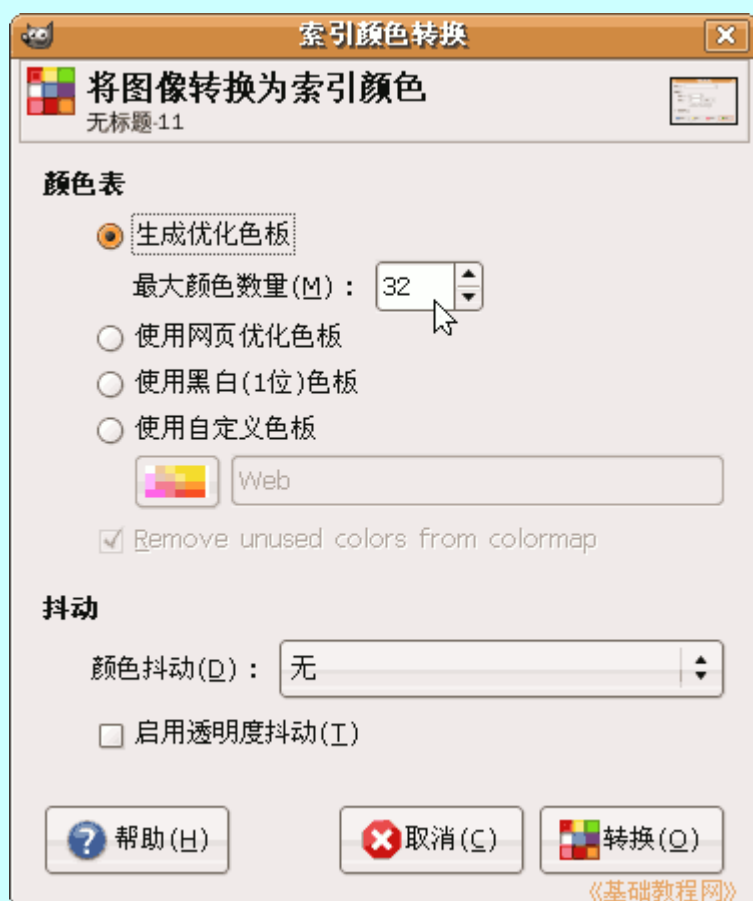 索引颜色转换
将图像转换为索引颜色
无标题-11
颜色表
生成优化色板
最大颜色数量(M)： 32
使用网页优化色板
使用黑白(1位)色板
使用自定义色板
Web
Remove unused colors from colormap
抖动
颜色抖动(D)： 无
启用透明度抖动(T)
帮助(H) 取消(C) 转换(O)
《基础教程网》